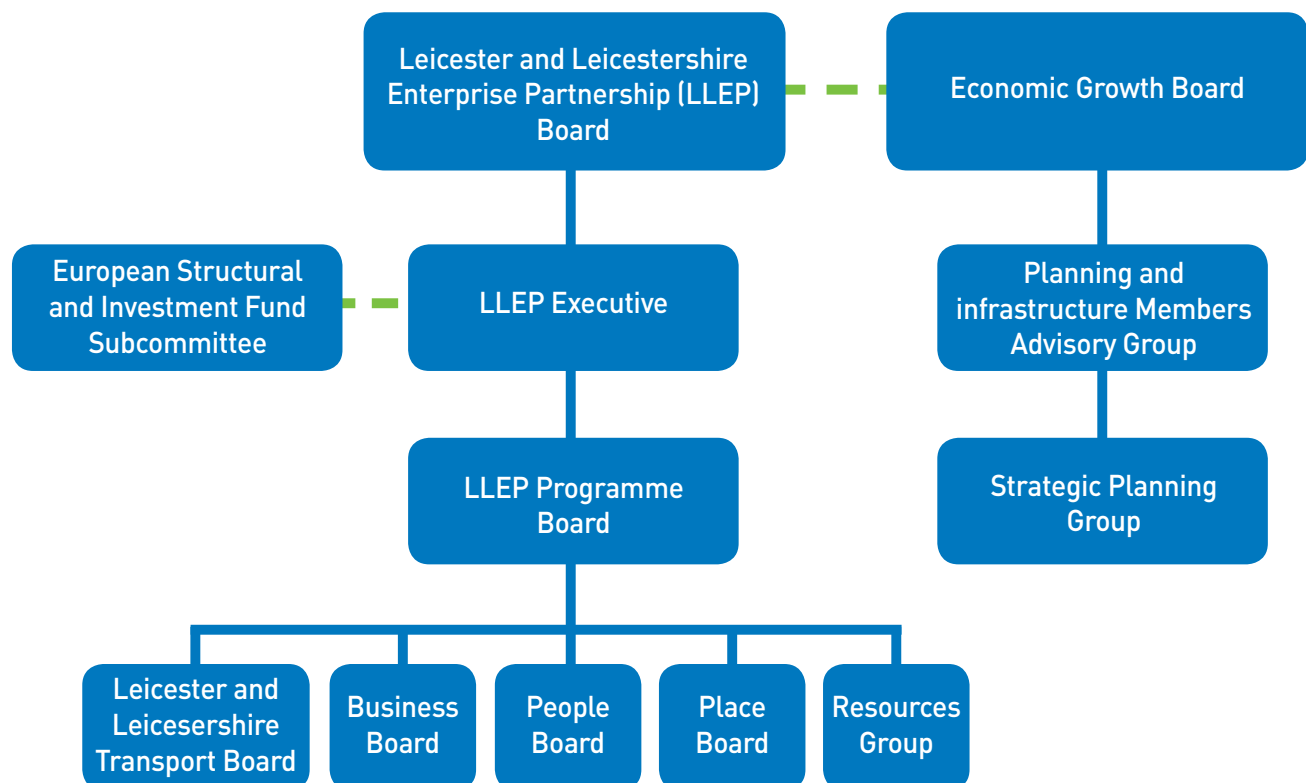 Leicester and Leicestershire
Enterprise Partnership (LLEP)
Board
Economic Growth Board
European Structural
and Investment Fund
Subcommittee
LLEP Executive
Planning and
infrastructure Members
Advisory Group
LLEP Programme
Board
Strategic Planning
Group
Leicester and
Leicesershire
Transport Board
Business
Board
People
Board
Place
Board
Resources
Group